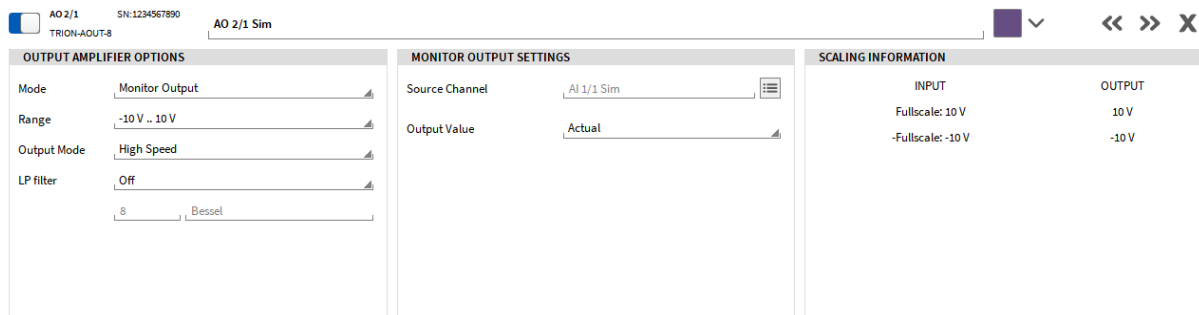 AO 2/1 SN:1234567890
TRION-AOUT-8
AO 2/1 Sim
OUTPUT AMPLIFIER OPTIONS
Mode Monitor Output
Range -10 V .. 10 V
Output Mode High Speed
LP filter Off
8 Bessel
MONITOR OUTPUT SETTINGS
Source Channel AI 1/1 Sim
Output Value Actual
SCALING INFORMATION
INPUT OUTPUT
Fullscale: 10 V 10 V
-Fullscale: -10 V -10 V